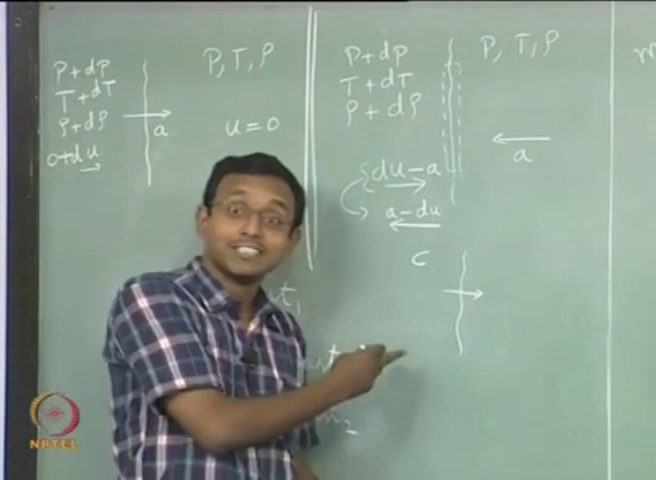 P+dP
T+dT
ρ+dρ
0+du
a
P, T, ρ
u=0
P+dP
T+dT
ρ+dρ
P, T, ρ
a
du-a
a-du
NPTEL